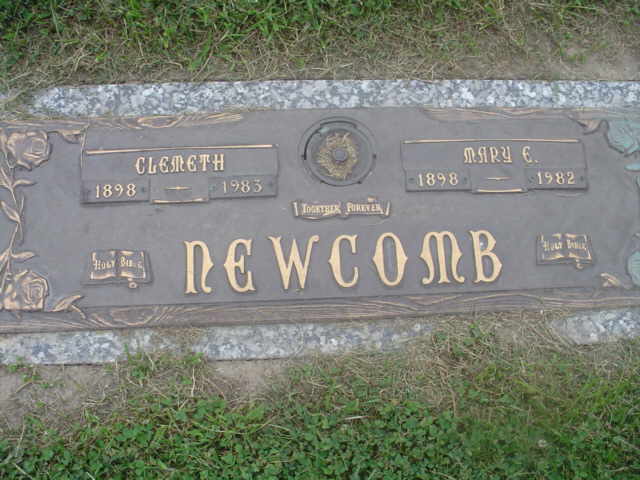 CLEMETH
1898 1983
MARY E.
1898 1982
TOGETHER FOREVER
HOLY BIBLE
NEWCOMB
HOLY BIBLE